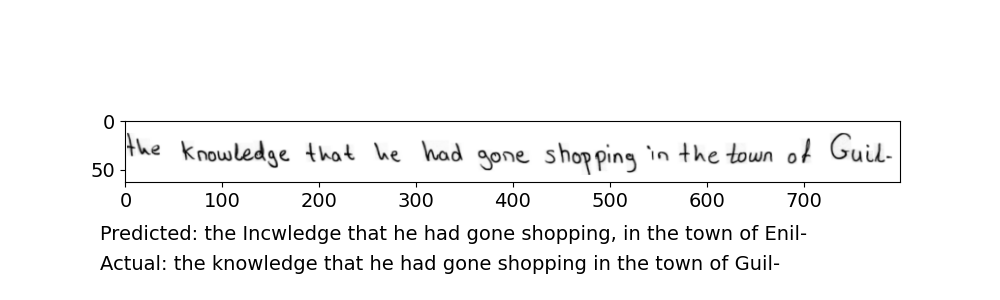 0
the knowledge that he had gone shopping in the town of Guil-
50
0 100 200 300 400 500 600 700
Predicted: the Incwledge that he had gone shopping, in the town of Enil-
Actual: the knowledge that he had gone shopping in the town of Guil-